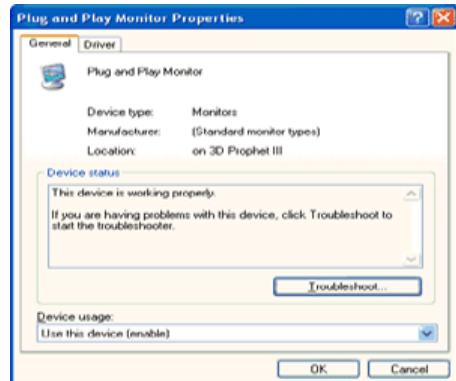 Plug and Play Monitor Properties
General Driver
Plug and Play Monitor
Device type: Monitors
Manufacturer: (Standard monitor types)
Location: on 3D Prophet III
Device status
This device is working properly.
If you are having problems with this device, click Troubleshoot to
start the troubleshooter.
Troubleshoot...
Device usage:
Use this device (enable)
OK Cancel